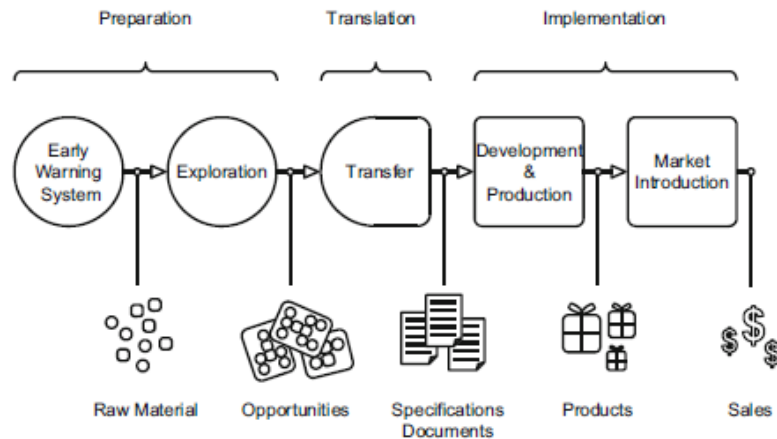 Preparation
Translation
Implementation
Early
Warning
System
Exploration
Transfer
Development
&
Production
Market
Introduction
$
$
$
Raw Material
Opportunities
Specifications
Documents
Products
Sales